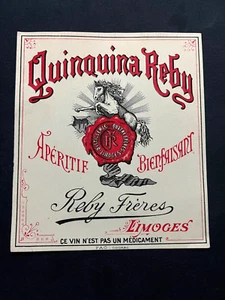 Quinquina Reby
APÉRITIF BIENFAISANT
Reby Frères
LIMOGES
CE VIN N'EST PAS UN MÉDICAMENT